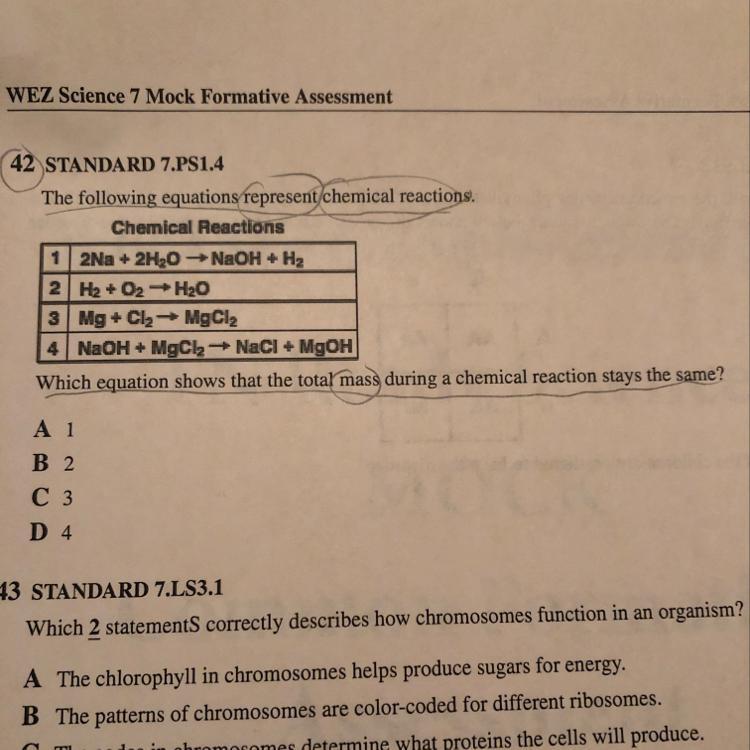 WEZ Science 7 Mock Formative Assessment
42 STANDARD 7.PS1.4
The following equations represent chemical reactions.
Chemical Reactions
1 2Na + 2H₂O → NaOH + H₂
2 H₂ + O₂ → H₂O
3 Mg + Cl₂ → MgCl₂
4 NaOH + MgCl₂ → NaCl + MgOH
Which equation shows that the total mass during a chemical reaction stays the same?
A 1
B 2
C 3
D 4
43 STANDARD 7.LS3.1
Which 2 statementS correctly describes how chromosomes function in an organism?
A The chlorophyll in chromosomes helps produce sugars for energy.
B The patterns of chromosomes are color-coded for different ribosomes.
in chromosomes determine what proteins the cells will produce.